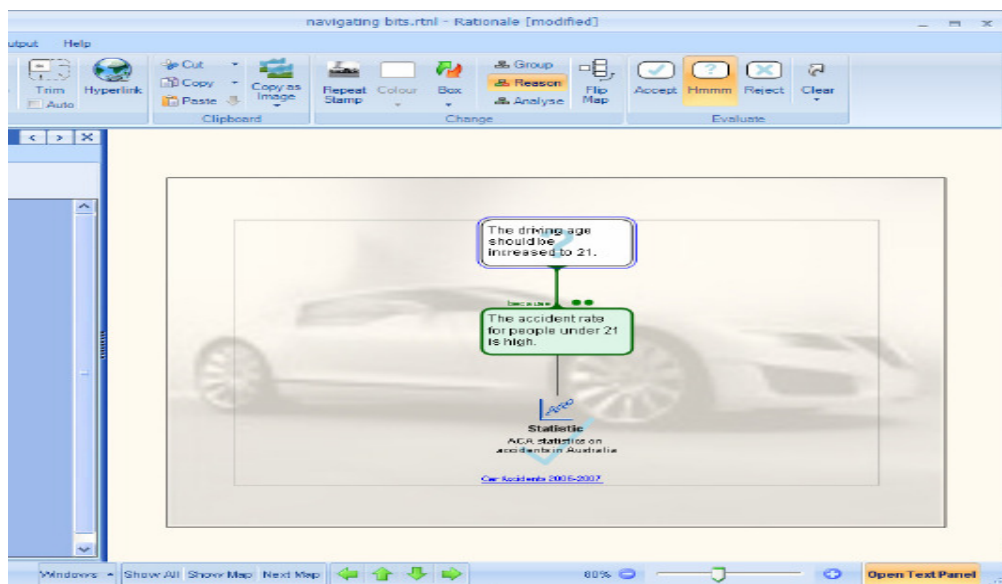 navigating bits.rtnl - Rationale [modified]
utput Help
Trim
Auto
Hyperlink
Cut
Copy
Paste
Copy as
Image
Clipboard
Repeat
Stamp
Colour
Box
Group
Reason
Analyse
Flip
Map
Change
Accept
Hmmm
Reject
Clear
Evaluate
The driving age
should be
increased to 21.
because
The accident rate
for people under 21
is high.
Statistic
ACA statistics on
accidents in Australia
Car Accidents 2006-2007
Windows Show All Show Map Next Map 80% Open Text Panel